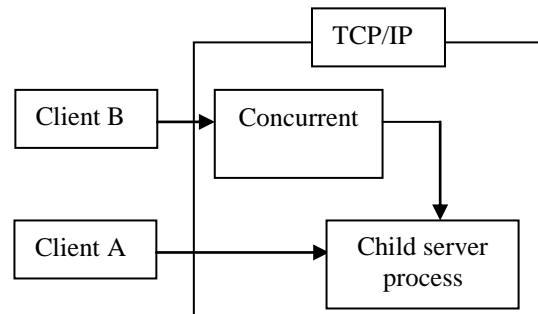 TCP/IP
Client B
Concurrent
Client A
Child server
process